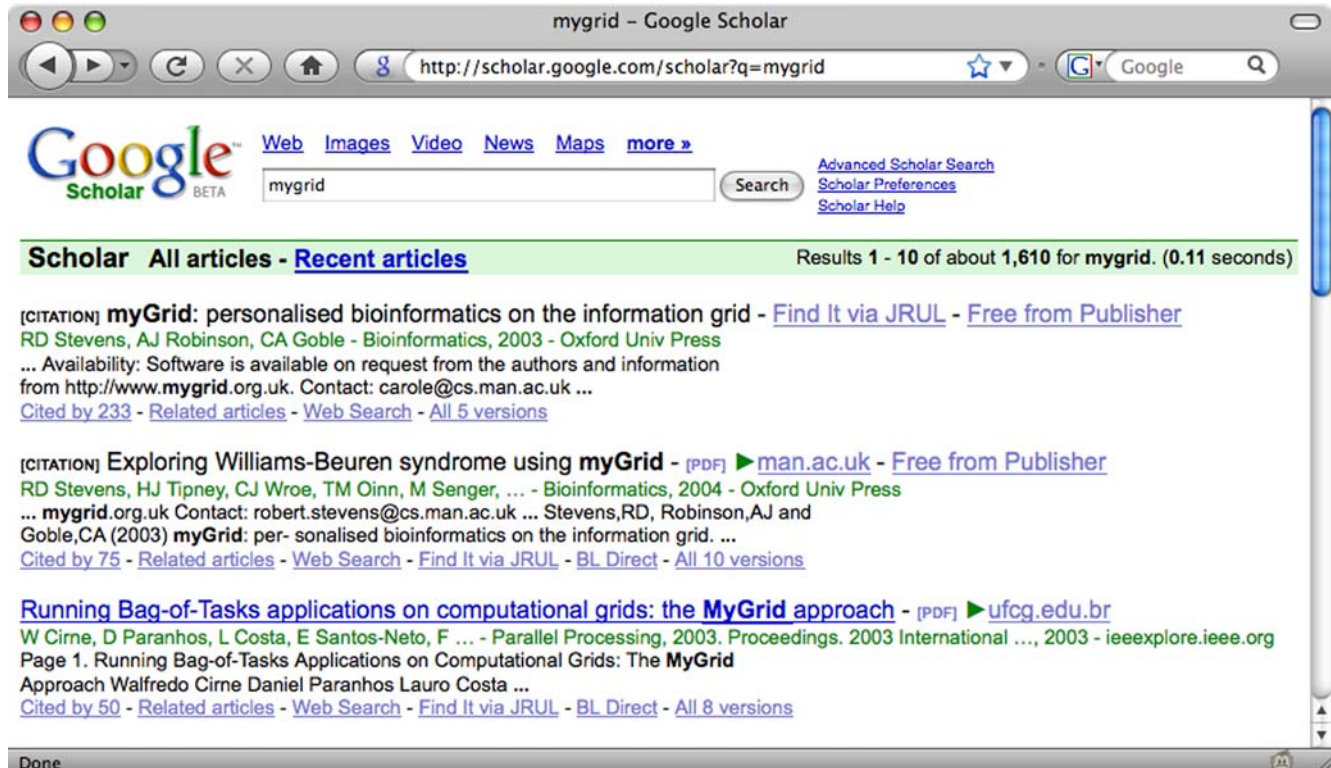 mygrid – Google Scholar
http://scholar.google.com/scholar?q=mygrid
G Google
Google
Scholar BETA
Web Images Video News Maps more »
mygrid
Search
Advanced Scholar Search
Scholar Preferences
Scholar Help
Scholar All articles - Recent articles
Results 1 - 10 of about 1,610 for mygrid. (0.11 seconds)
[CITATION] myGrid: personalised bioinformatics on the information grid - Find It via JRUL - Free from Publisher
RD Stevens, AJ Robinson, CA Goble - Bioinformatics, 2003 - Oxford Univ Press
... Availability: Software is available on request from the authors and information
from http://www.mygrid.org.uk. Contact: carole@cs.man.ac.uk ...
Cited by 233 - Related articles - Web Search - All 5 versions
[CITATION] Exploring Williams-Beuren syndrome using myGrid - [PDF] ►man.ac.uk - Free from Publisher
RD Stevens, HJ Tipney, CJ Wroe, TM Oinn, M Senger, ... - Bioinformatics, 2004 - Oxford Univ Press
... mygrid.org.uk Contact: robert.stevens@cs.man.ac.uk ... Stevens,RD, Robinson,AJ and
Goble,CA (2003) myGrid: per- sonalised bioinformatics on the information grid. ...
Cited by 75 - Related articles - Web Search - Find It via JRUL - BL Direct - All 10 versions
Running Bag-of-Tasks applications on computational grids: the MyGrid approach - [PDF] ►ufcg.edu.br
W Cirne, D Paranhos, L Costa, E Santos-Neto, F ... - Parallel Processing, 2003. Proceedings. 2003 International ..., 2003 - ieeexplore.ieee.org
Page 1. Running Bag-of-Tasks Applications on Computational Grids: The MyGrid
Approach Walfredo Cirne Daniel Paranhos Lauro Costa ...
Cited by 50 - Related articles - Web Search - Find It via JRUL - BL Direct - All 8 versions
Done